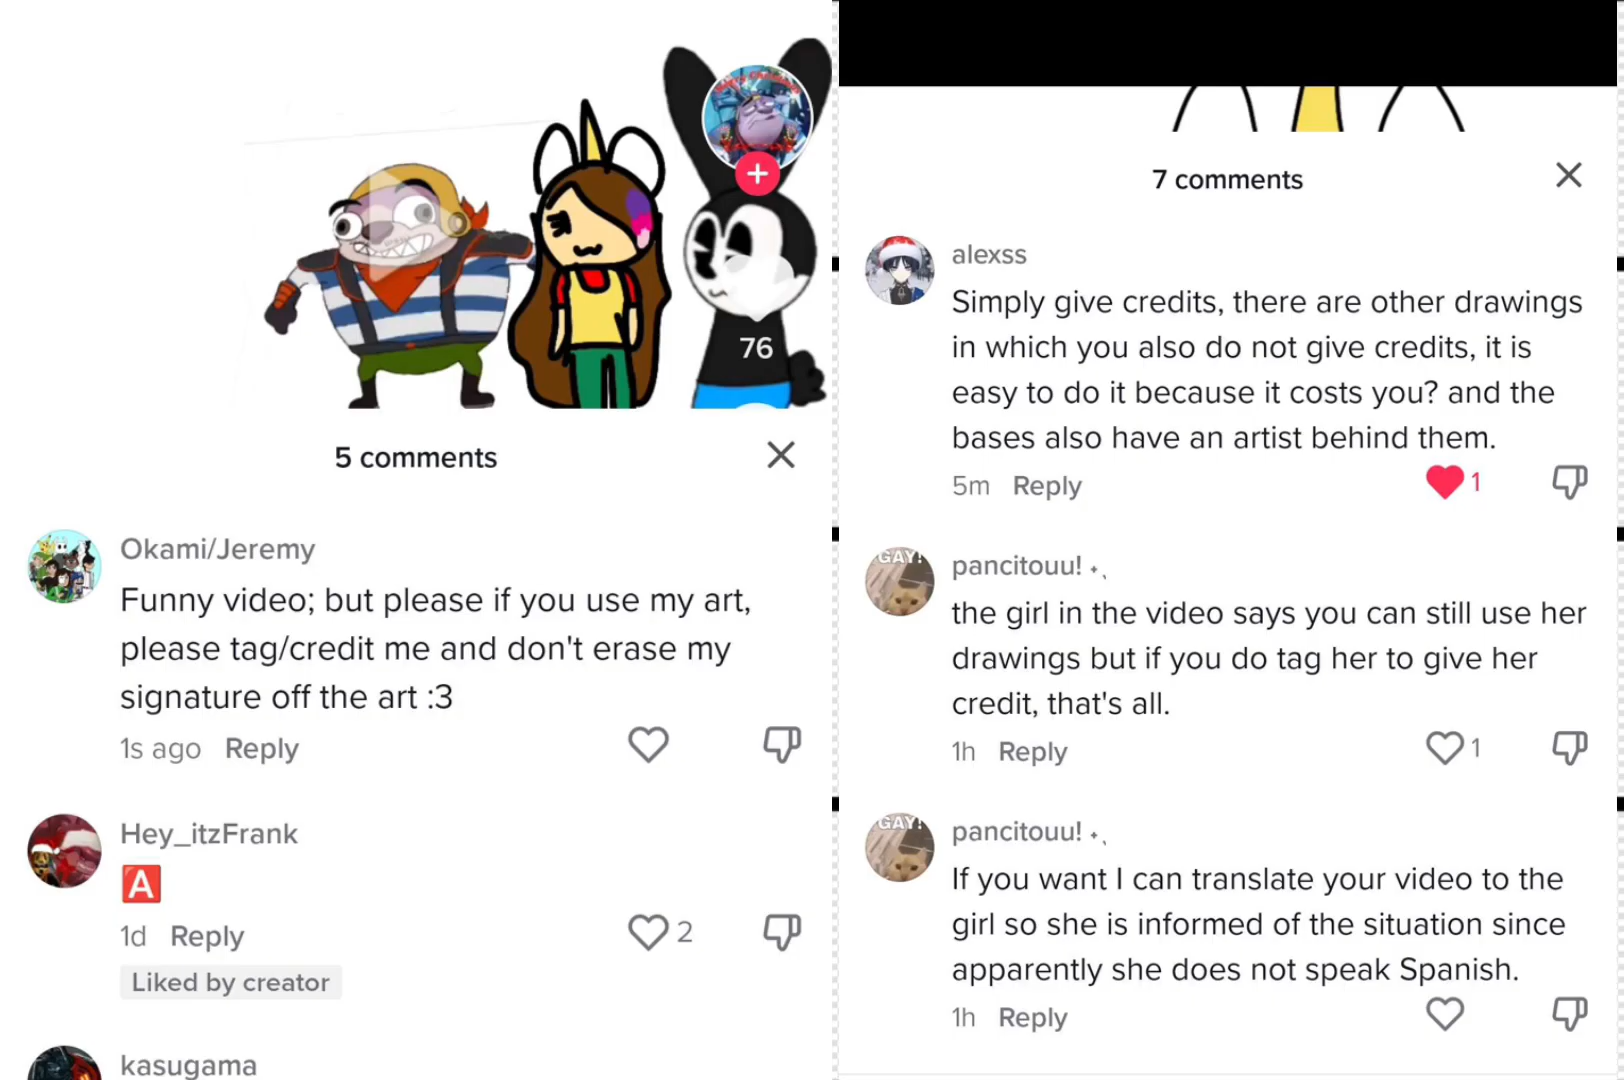 76
5 comments
Okami/Jeremy
Funny video; but please if you use my art,
please tag/credit me and don't erase my
signature off the art :3
1s ago Reply
Hey_itzFrank
🅰
1d Reply
2
Liked by creator
kasugama
7 comments
alexss
Simply give credits, there are other drawings
in which you also do not give credits, it is
easy to do it because it costs you? and the
bases also have an artist behind them.
5m Reply
1
GAY!
pancitouu!
the girl in the video says you can still use her
drawings but if you do tag her to give her
credit, that's all.
1h Reply
1
GAY!
pancitouu!
If you want I can translate your video to the
girl so she is informed of the situation since
apparently she does not speak Spanish.
1h Reply